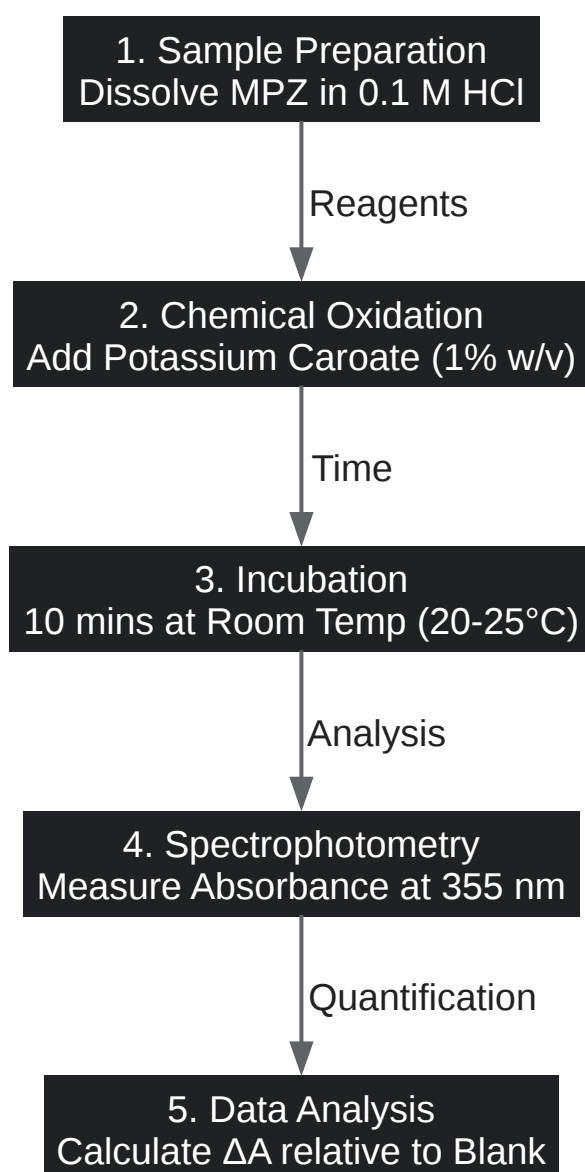 1. Sample Preparation
Dissolve MPZ in 0.1 M HCl
Reagents
2. Chemical Oxidation
Add Potassium Caroate (1% w/v)
Time
3. Incubation
10 mins at Room Temp (20-25°C)
Analysis
4. Spectrophotometry
Measure Absorbance at 355 nm
Quantification
5. Data Analysis
Calculate ΔA relative to Blank